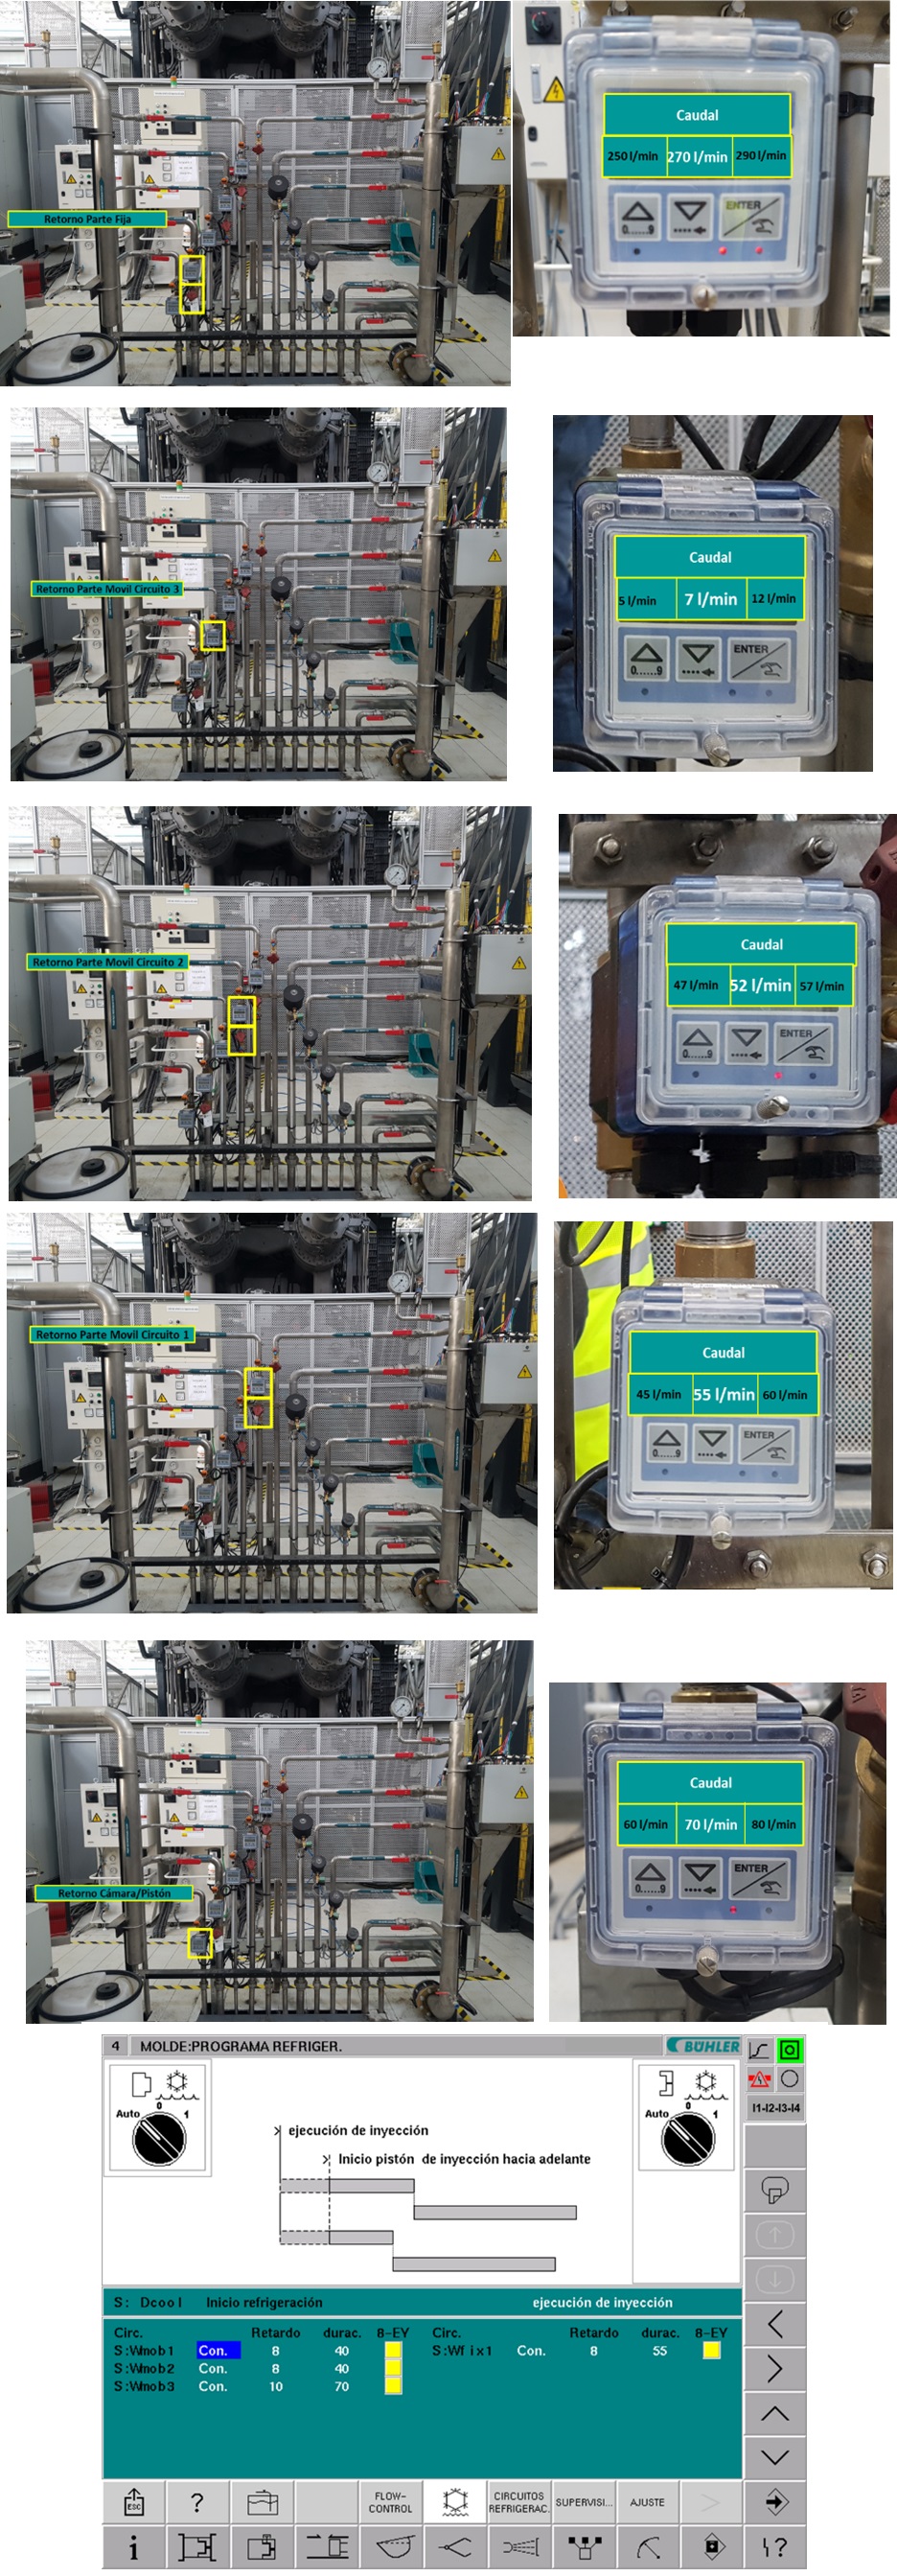 Retorno Parte Fija
Caudal
250 l/min 270 l/min 290 l/min
0......9 ENTER
Retorno Parte Movil Circuito 3
Caudal
5 l/min 7 l/min 12 l/min
0......9 ENTER
Retorno Parte Movil Circuito 2
Caudal
47 l/min 52 l/min 57 l/min
0......9 ENTER
Retorno Parte Movil Circuito 1
Caudal
45 l/min 55 l/min 60 l/min
0......9 ENTER
Retorno Cámara/Pistón
Caudal
60 l/min 70 l/min 80 l/min
0......9 ENTER
4 MOLDE:PROGRAMA REFRIGER. BÜHLER
Auto 0 1
Auto 0 1
I1-I2-I3-I4
ejecución de inyección
Inicio pistón de inyección hacia adelante
S: Dcool Inicio refrigeración ejecución de inyección
Circ. Retardo durac. 8-EY Circ. Retardo durac. 8-EY
S:Wmob1 Con. 8 40 S:Wfix1 Con. 8 55
S:Wmob2 Con. 8 40
S:Wmob3 Con. 10 70
ESC ? FLOW-CONTROL CIRCUITOS REFRIGERAC. SUPERVISI... AJUSTE >
i ?